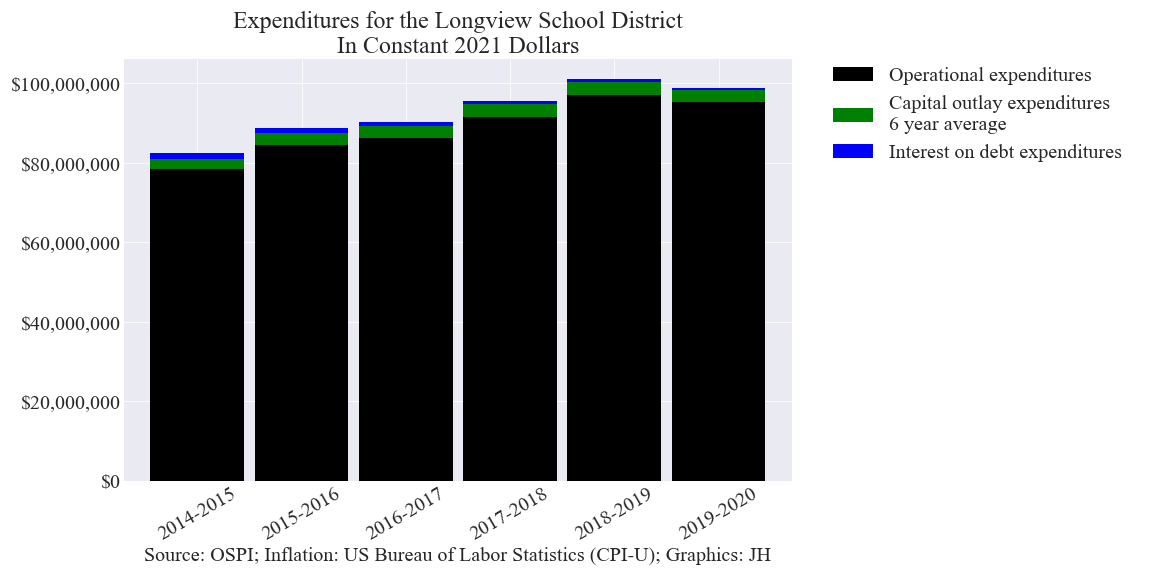 Expenditures for the Longview School District
In Constant 2021 Dollars
$100,000,000
$80,000,000
$60,000,000
$40,000,000
$20,000,000
$0
2014-2015
2015-2016
2016-2017
2017-2018
2018-2019
2019-2020
Source: OSPI; Inflation: US Bureau of Labor Statistics (CPI-U); Graphics: JH
Operational expenditures
Capital outlay expenditures
6 year average
Interest on debt expenditures